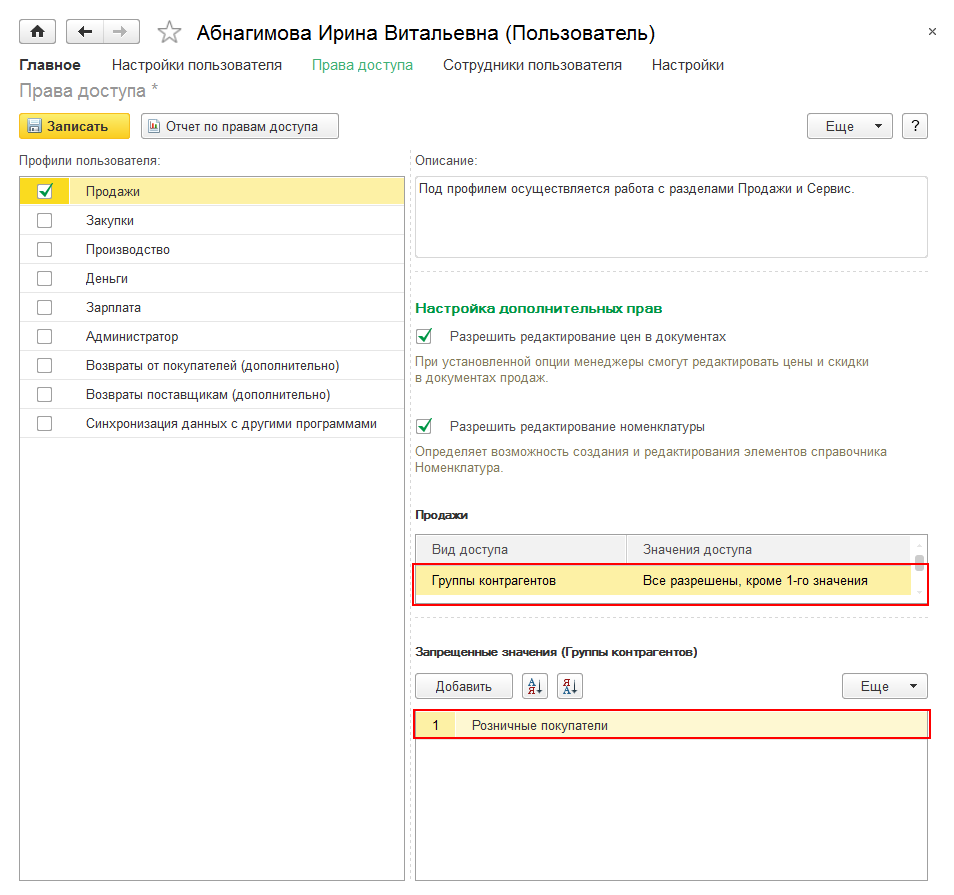 Абнагимова Ирина Витальевна (Пользователь)
Главное Настройки пользователя Права доступа Сотрудники пользователя Настройки
Права доступа *
Записать Отчет по правам доступа Еще ?
Профили пользователя:
Продажи
Закупки
Производство
Деньги
Зарплата
Администратор
Возвраты от покупателей (дополнительно)
Возвраты поставщикам (дополнительно)
Синхронизация данных с другими программами
Описание:
Под профилем осуществляется работа с разделами Продажи и Сервис.
Настройка дополнительных прав
Разрешить редактирование цен в документах
При установленной опции менеджеры смогут редактировать цены и скидки
в документах продаж.
Разрешить редактирование номенклатуры
Определяет возможность создания и редактирования элементов справочника
Номенклатура.
Продажи
Вид доступа Значения доступа
Группы контрагентов Все разрешены, кроме 1-го значения
Запрещенные значения (Группы контрагентов)
Добавить А Я Я А Еще
1 Розничные покупатели